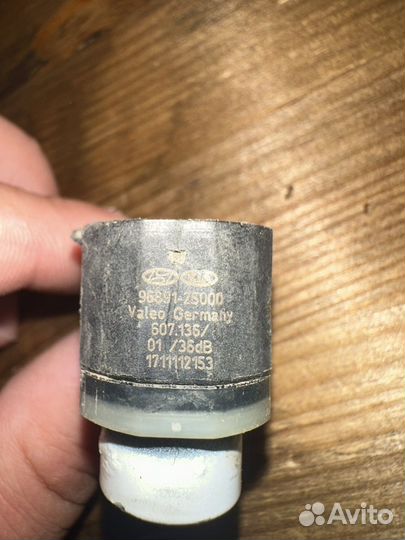 96891-2S000
Valeo Germany
607.136/
01 /36dB
1711112153
Avito